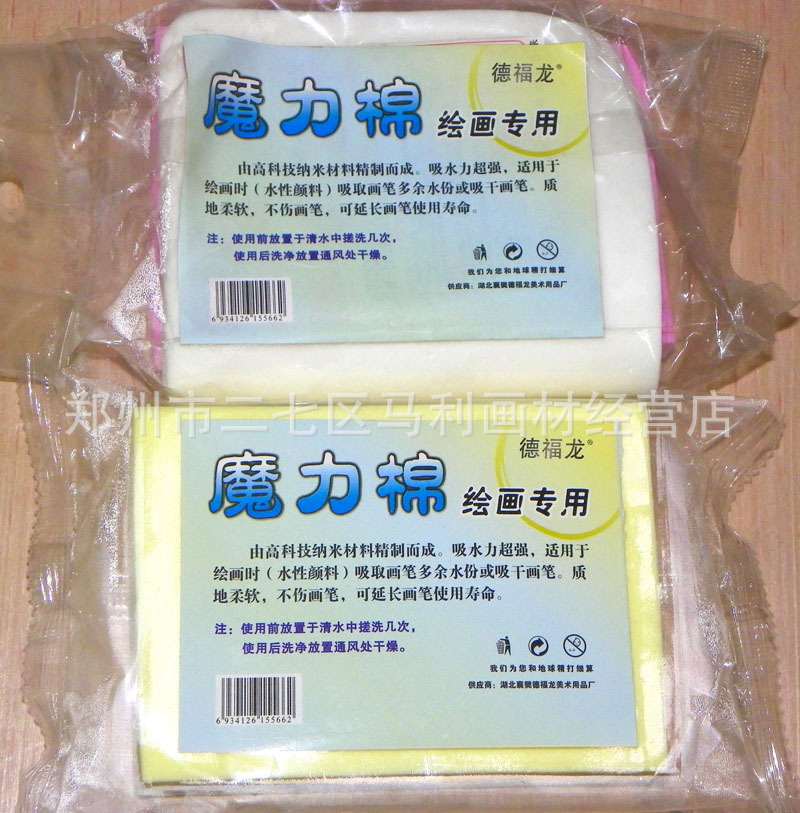 德福龙®
魔力棉 绘画专用
由高科技纳米材料精制而成。吸水力超强，适用于
绘画时（水性颜料）吸取画笔多余水份或吸干画笔。质
地柔软，不伤画笔，可延长画笔使用寿命。
注：使用前放置于清水中搓洗几次，
使用后洗净放置通风处干燥。
我们为您和地球精打细算
供应商：湖北襄樊德福龙美术用品厂
6 934126 155662
郑州市二七区马利画材经营店
德福龙®
魔力棉 绘画专用
由高科技纳米材料精制而成。吸水力超强，适用于
绘画时（水性颜料）吸取画笔多余水份或吸干画笔。质
地柔软，不伤画笔，可延长画笔使用寿命。
注：使用前放置于清水中搓洗几次，
使用后洗净放置通风处干燥。
我们为您和地球精打细算
供应商：湖北襄樊德福龙美术用品厂
6 934126 155662